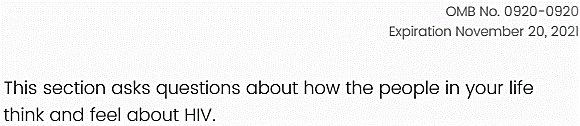 OMB No. 0920-0920
Expiration November 20, 2021
This section asks questions about how the people in your life
think and feel about HIV.